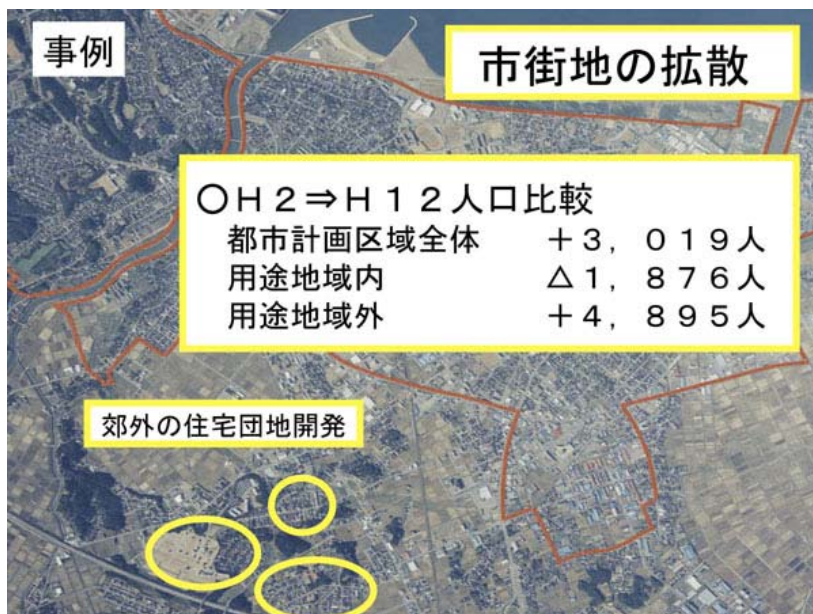 事例
市街地の拡散
○H2⇒H12人口比較
都市計画区域全体 +3,019人
用途地域内 △1,876人
用途地域外 +4,895人
郊外の住宅団地開発